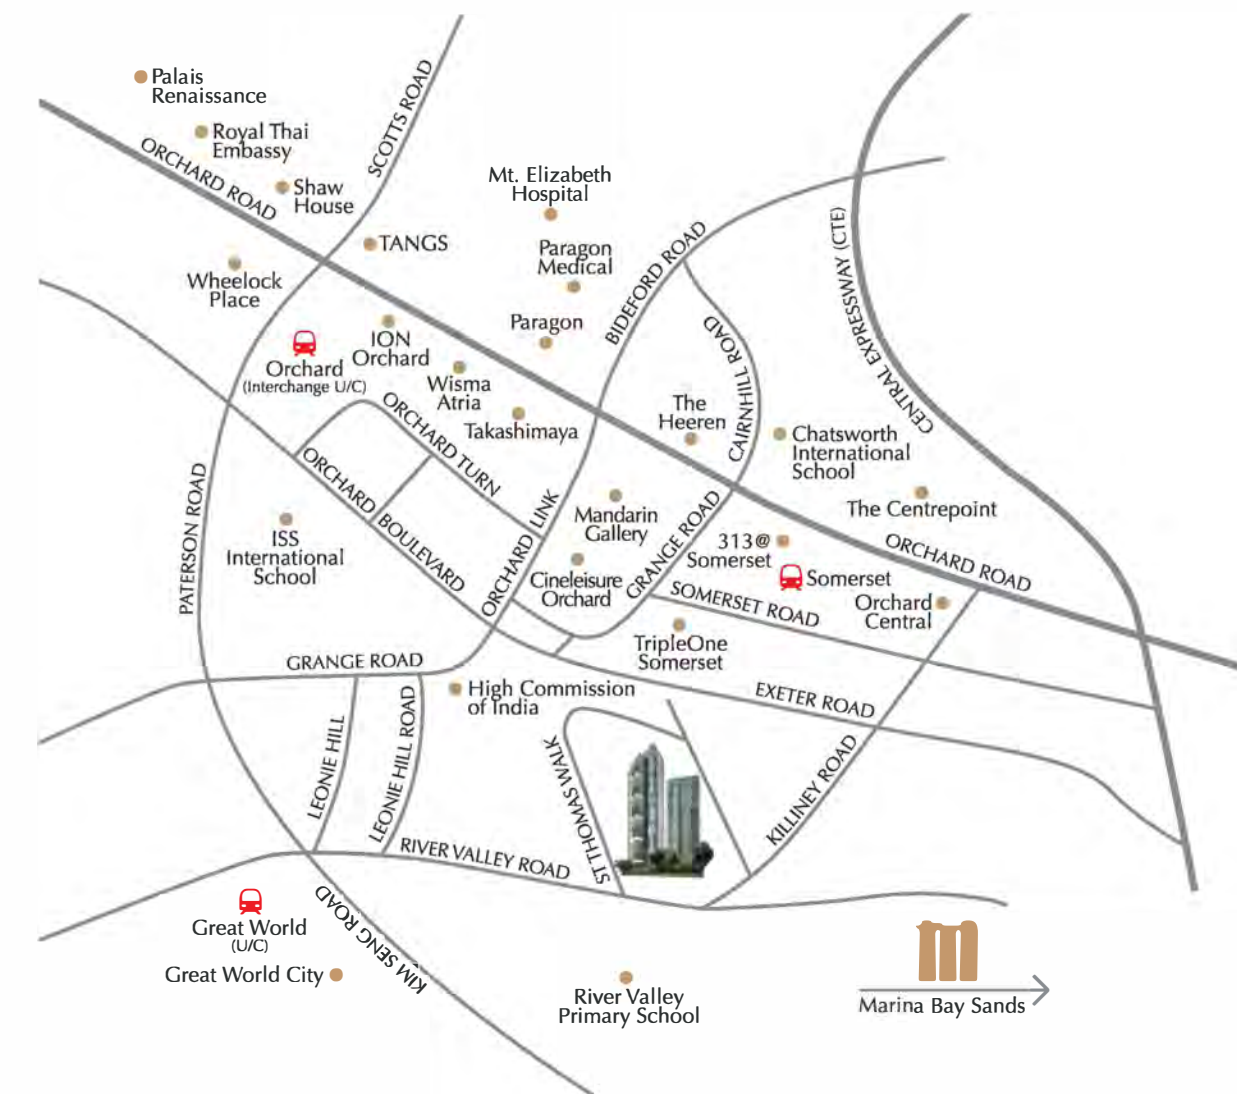 Palais
Renaissance
Royal Thai
Embassy
ORCHARD ROAD
Shaw
House
SCOTTS ROAD
TANGS
Mt. Elizabeth
Hospital
Paragon
Medical
Paragon
BIDEFORD ROAD
CAIRNHILL ROAD
CENTRAL EXPRESSWAY (CTE)
Wheelock
Place
Orchard
(Interchange U/C)
ION
Orchard
Wisma
Atria
Takashimaya
The
Heeren
Chatsworth
International
School
The Centrepoint
ORCHARD TURN
ORCHARD BOULEVARD
ORCHARD LINK
PATERSON ROAD
ISS
International
School
Mandarin
Gallery
Cineleisure
Orchard
GRANGE ROAD
313@
Somerset
Somerset
ORCHARD ROAD
Orchard
Central
SOMERSET ROAD
TripleOne
Somerset
GRANGE ROAD
High Commission
of India
EXETER ROAD
LEONIE HILL
LEONIE HILL ROAD
ST THOMAS WALK
KILLINEY ROAD
RIVER VALLEY ROAD
KIM SENG ROAD
Great World
(U/C)
Great World City
River Valley
Primary School
Marina Bay Sands